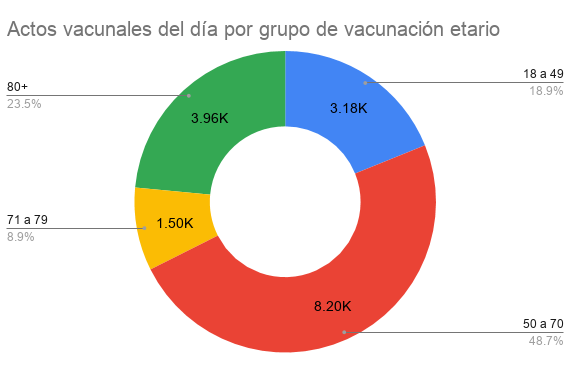 Actos vacunales del día por grupo de vacunación etario
18 a 49
18.9%
80+
23.5%
3.18K
3.96K
71 a 79
8.9%
1.50K
8.20K
50 a 70
48.7%